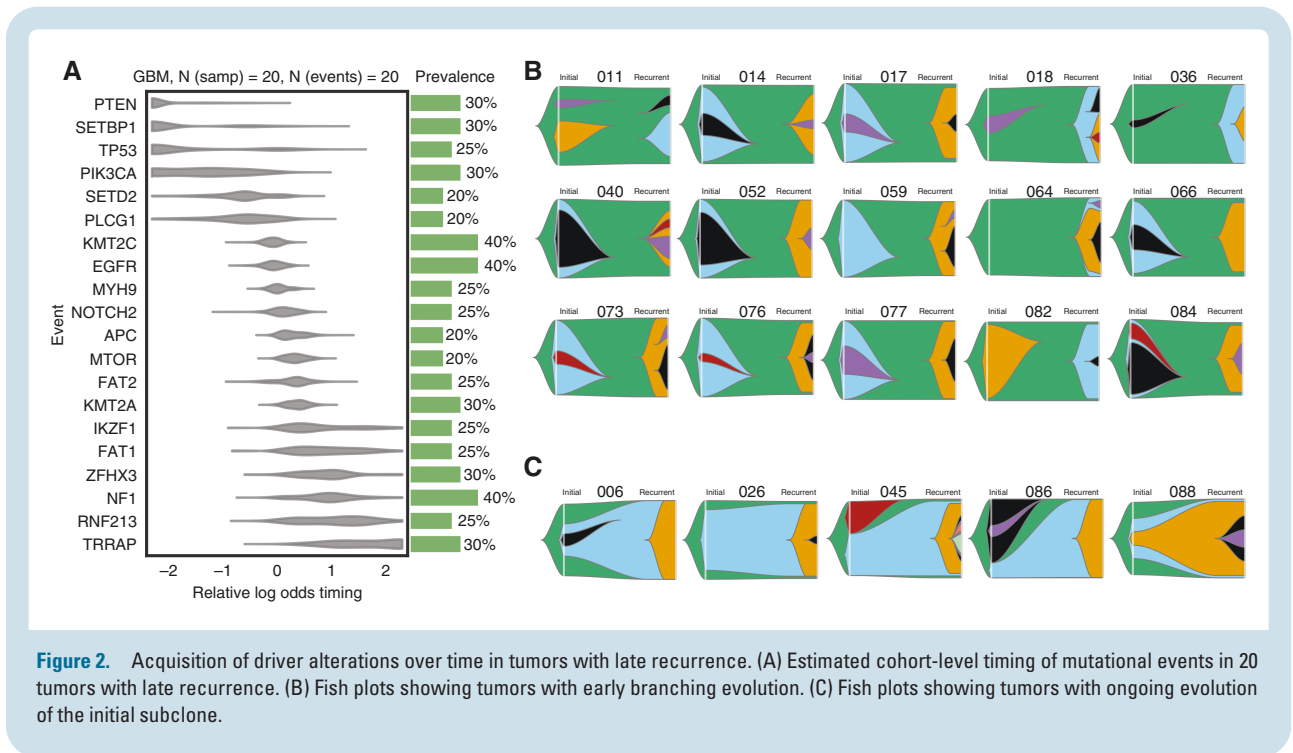 A
GBM, N (samp) = 20, N (events) = 20 Prevalence
Event
PTEN 30%
SETBP1 30%
TP53 25%
PIK3CA 30%
SETD2 20%
PLCG1 20%
KMT2C 40%
EGFR 40%
MYH9 25%
NOTCH2 25%
APC 20%
MTOR 20%
FAT2 25%
KMT2A 30%
IKZF1 25%
FAT1 25%
ZFHX3 30%
NF1 40%
RNF213 25%
TRRAP 30%
−2 −1 0 1 2
Relative log odds timing
B
Initial 011 Recurrent Initial 014 Recurrent Initial 017 Recurrent Initial 018 Recurrent Initial 036 Recurrent
Initial 040 Recurrent Initial 052 Recurrent Initial 059 Recurrent Initial 064 Recurrent Initial 066 Recurrent
Initial 073 Recurrent Initial 076 Recurrent Initial 077 Recurrent Initial 082 Recurrent Initial 084 Recurrent
C
Initial 006 Recurrent Initial 026 Recurrent Initial 045 Recurrent Initial 086 Recurrent Initial 088 Recurrent
Figure 2. Acquisition of driver alterations over time in tumors with late recurrence. (A) Estimated cohort-level timing of mutational events in 20
tumors with late recurrence. (B) Fish plots showing tumors with early branching evolution. (C) Fish plots showing tumors with ongoing evolution
of the initial subclone.